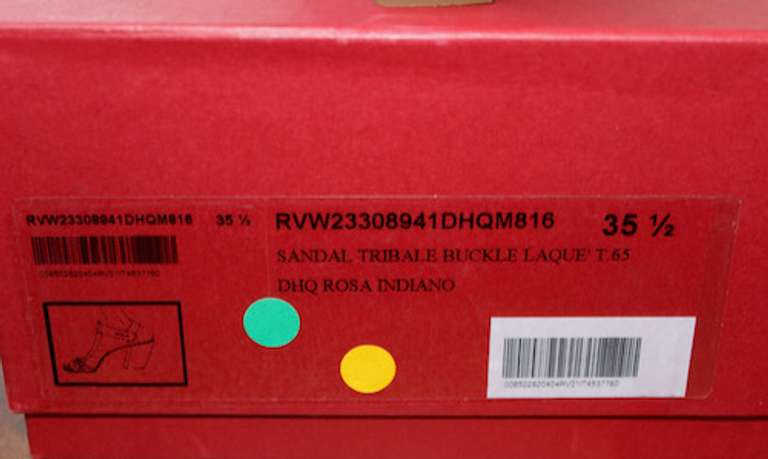 RVW23308941DHQM816 35 ½
RVW23308941DHQM816 35 ½
SANDAL TRIBALE BUCKLE LAQUE' T.65
DHQ ROSA INDIANO